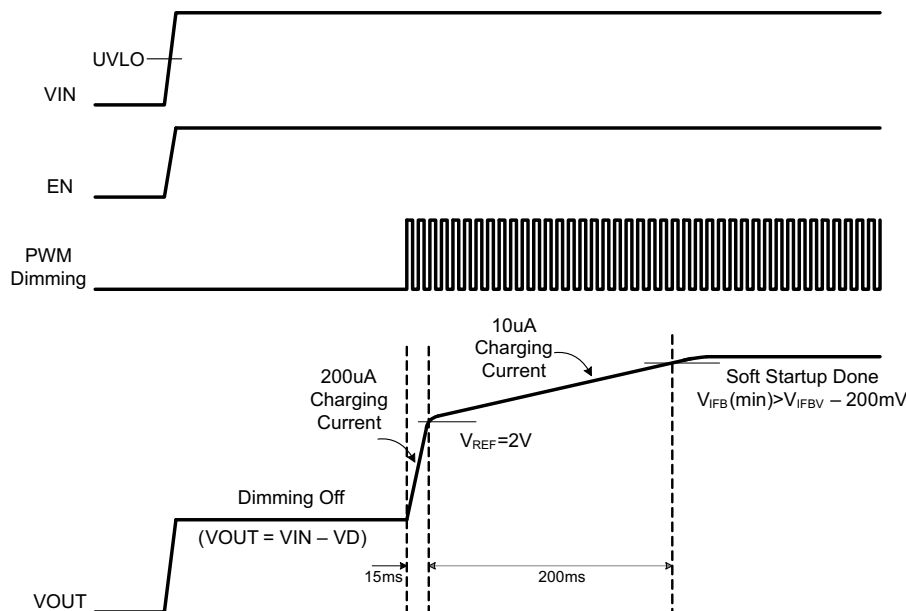 UVLO
VIN
EN
PWM
Dimming
10uA
Charging
Current
200uA
Charging
Current
Soft Startup Done
VIFB(min)>VIFBV – 200mV
VREF=2V
Dimming Off
(VOUT = VIN – VD)
15ms
200ms
VOUT